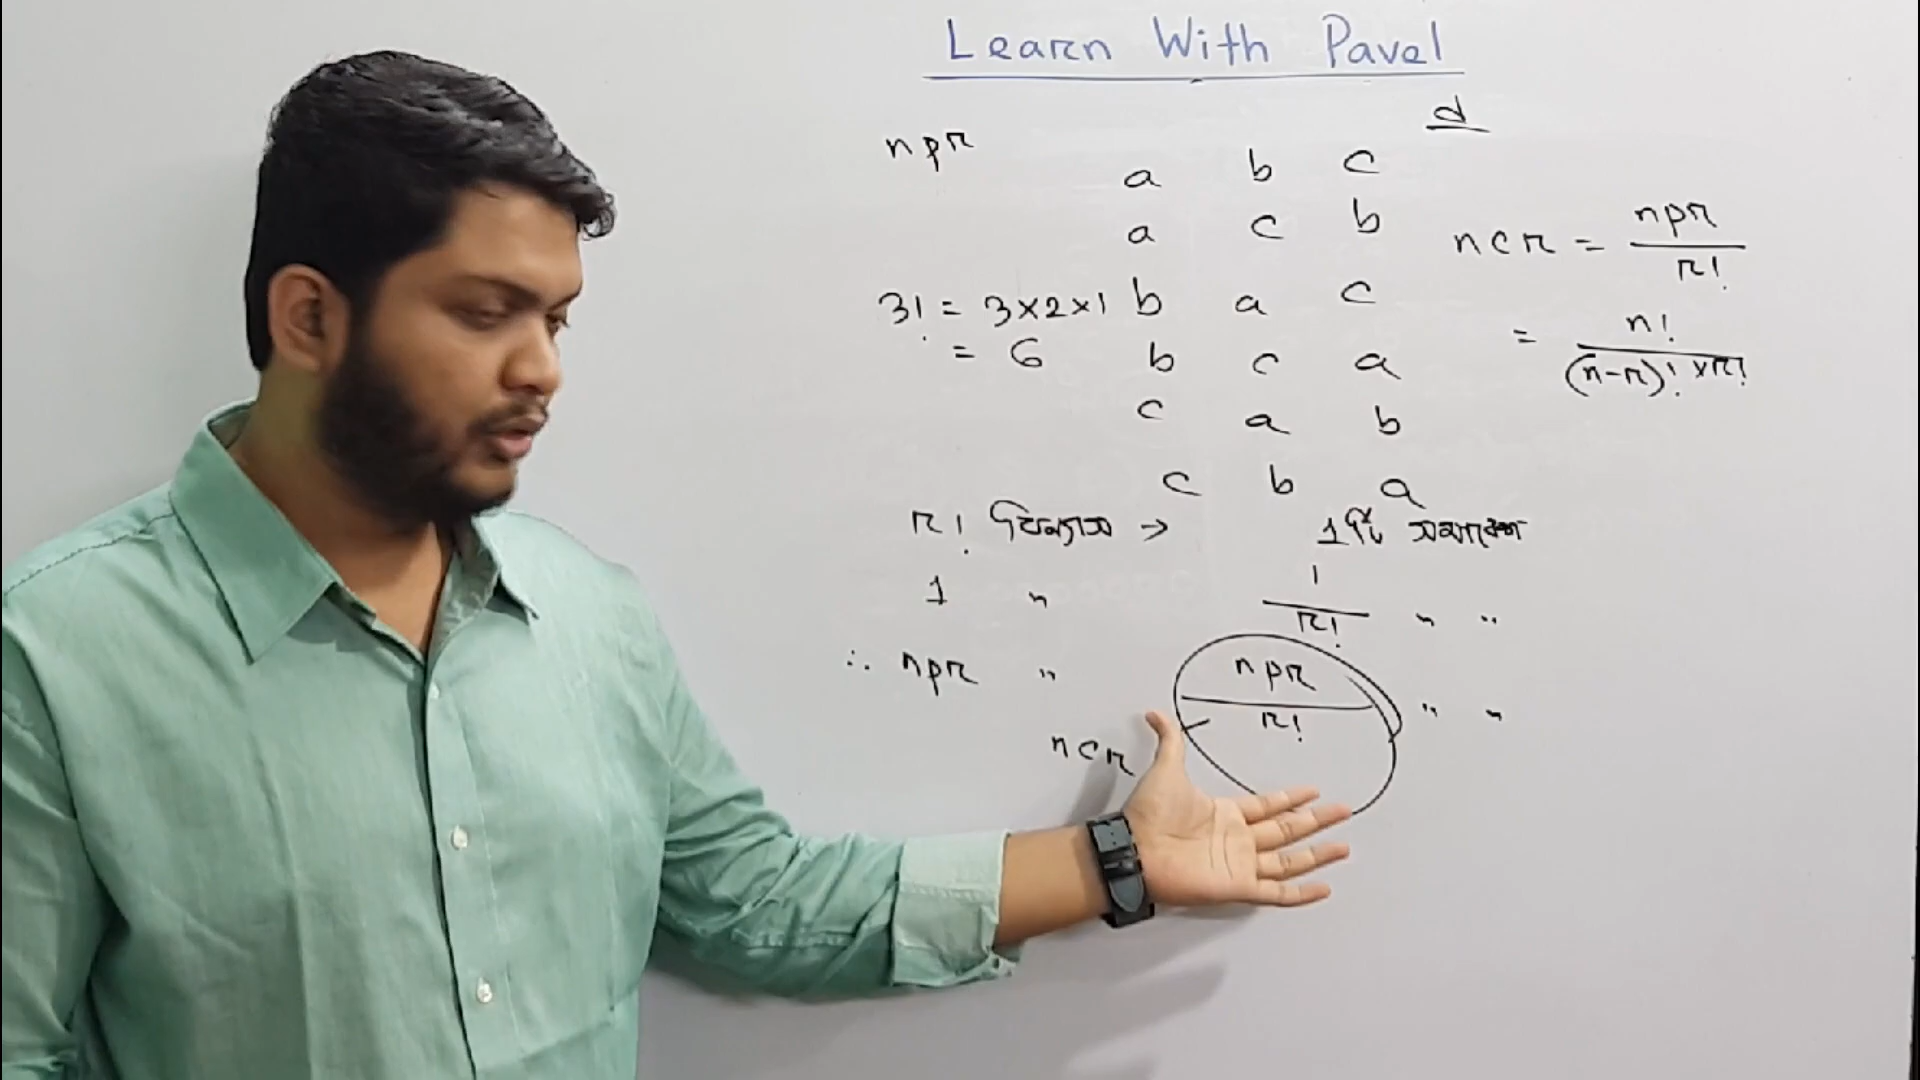 Learn With Pavel
d
npr
a b c
a c b
3! = 3×2×1
= 6
b a c
b c a
c a b
c b a
ncr = npr / r!
= n! / (n-r)! × r!
r! বিন্যাস → 1টি সমাবেশ
1 " 1 / r! " "
∴ npr " npr / r! " "
ncr